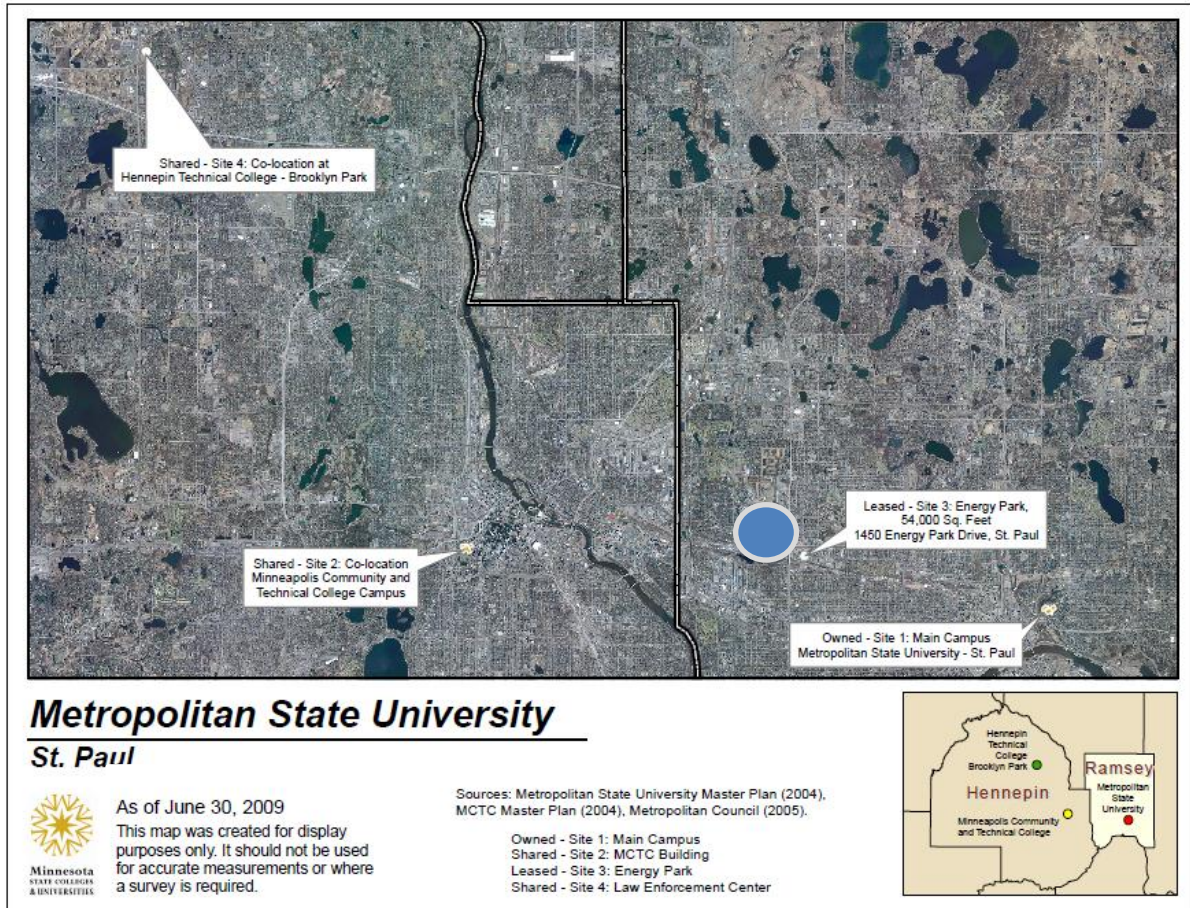 Shared - Site 4: Co-location at
Hennepin Technical College - Brooklyn Park
Leased - Site 3: Energy Park,
54,000 Sq. Feet
1450 Energy Park Drive, St. Paul
Shared - Site 2: Co-location
Minneapolis Community and
Technical College Campus
Owned - Site 1: Main Campus
Metropolitan State University - St. Paul
Metropolitan State University
St. Paul
Minnesota
STATE COLLEGES
& UNIVERSITIES
As of June 30, 2009
This map was created for display
purposes only. It should not be used
for accurate measurements or where
a survey is required.
Sources: Metropolitan State University Master Plan (2004),
MCTC Master Plan (2004), Metropolitan Council (2005).
Owned - Site 1: Main Campus
Shared - Site 2: MCTC Building
Leased - Site 3: Energy Park
Shared - Site 4: Law Enforcement Center
Hennepin
Technical
College
Brooklyn Park
Hennepin
Minneapolis Community
and Technical College
Ramsey
Metropolitan
State
University